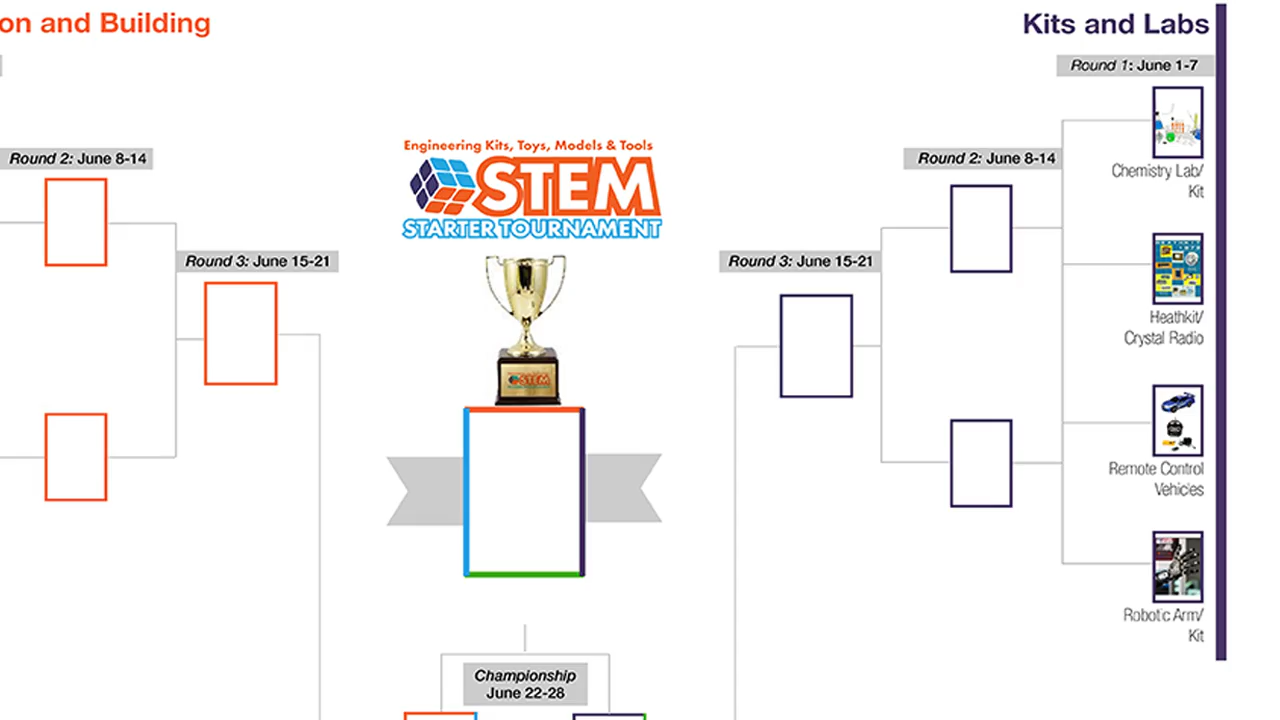 on and Building
Kits and Labs
Round 1: June 1-7
Round 2: June 8-14
Engineering Kits, Toys, Models & Tools
STEM
STARTER TOURNAMENT
Round 2: June 8-14
Chemistry Lab/
Kit
Round 3: June 15-21
Round 3: June 15-21
STEM
Heathkit/
Crystal Radio
Remote Control
Vehicles
Robotic Arm/
Kit
Championship
June 22-28